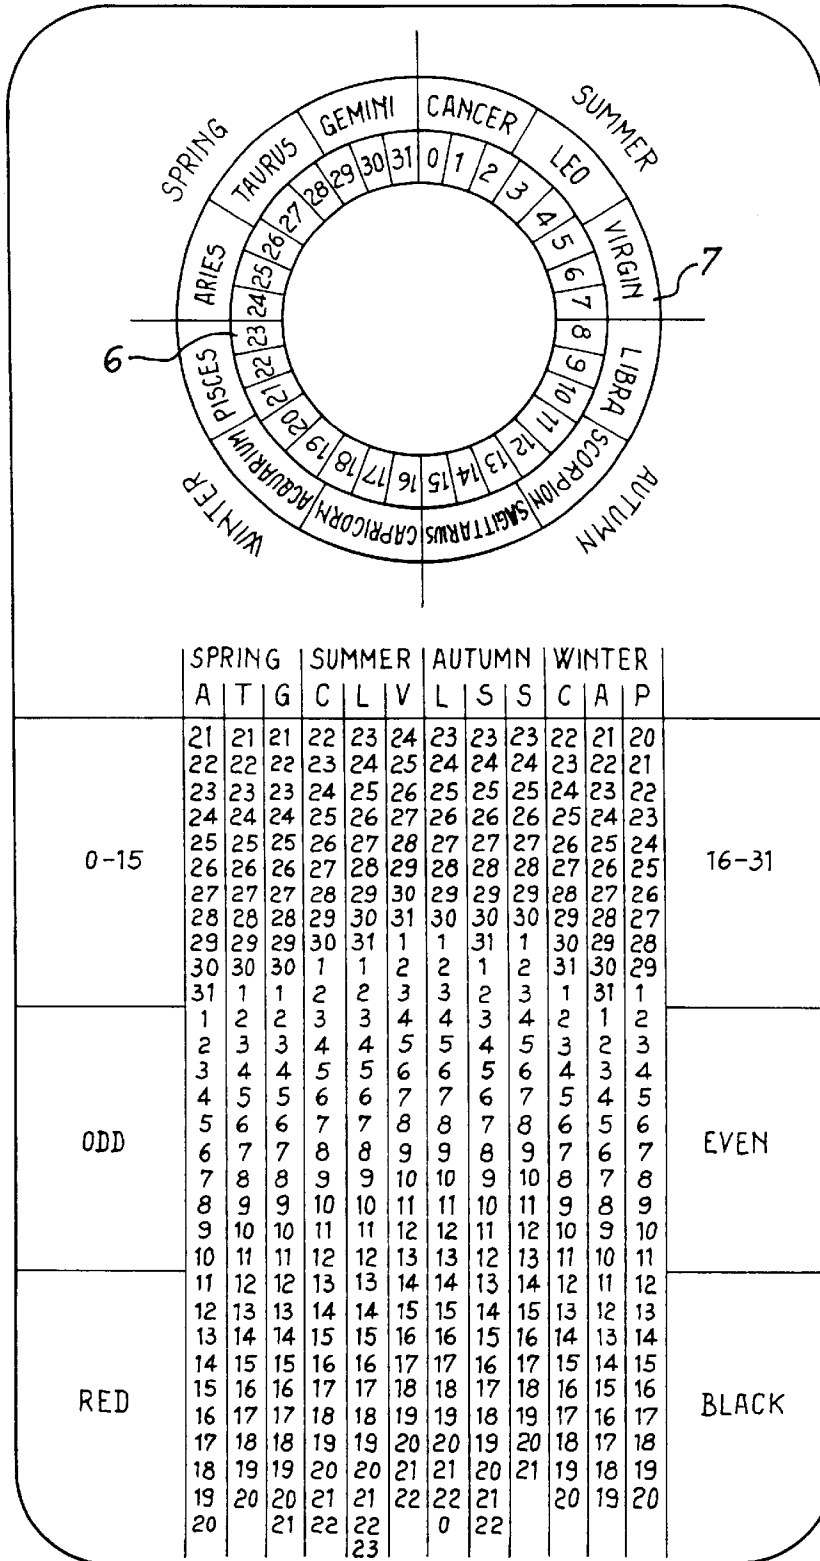 SPRING
SUMMER
GEMINI CANCER
TAURUS LEO
ARIES VIRGIN
7
28 29 30 31 0 1 2 3
27 4
26 5
25 6
24 7
6
23 8
22 9
21 10
20 11
19 18 17 16 15 14 13 12
PISCES LIBRA
ACQUARIUM SCORPION
CAPRICORN SAGITTARIUS
WINTER AUTUMN
SPRING SUMMER AUTUMN WINTER
A T G C L V L S S C A P
21 21 21 22 23 24 23 23 23 22 21 20
22 22 22 23 24 25 24 24 24 23 22 21
23 23 23 24 25 26 25 25 25 24 23 22
24 24 24 25 26 27 26 26 26 25 24 23
0-15 25 25 25 26 27 28 27 27 27 26 25 24 16-31
26 26 26 27 28 29 28 28 28 27 26 25
27 27 27 28 29 30 29 29 29 28 27 26
28 28 28 29 30 31 30 30 30 29 28 27
29 29 29 30 31 1 1 31 1 30 29 28
30 30 30 1 1 2 2 1 2 31 30 29
31 1 1 2 2 3 3 2 3 1 31 1
1 2 2 3 3 4 4 3 4 2 1 2
2 3 3 4 4 5 5 4 5 3 2 3
3 4 4 5 5 6 6 5 6 4 3 4
4 5 5 6 6 7 7 6 7 5 4 5
5 6 6 7 7 8 8 7 8 6 5 6
ODD 6 7 7 8 8 9 9 8 9 7 6 7 EVEN
7 8 8 9 9 10 10 9 10 8 7 8
8 9 9 10 10 11 11 10 11 9 8 9
9 10 10 11 11 12 12 11 12 10 9 10
10 11 11 12 12 13 13 12 13 11 10 11
11 12 12 13 13 14 14 13 14 12 11 12
12 13 13 14 14 15 15 14 15 13 12 13
13 14 14 15 15 16 16 15 16 14 13 14
14 15 15 16 16 17 17 16 17 15 14 15
RED 15 16 16 17 17 18 18 17 18 16 15 16 BLACK
16 17 17 18 18 19 19 18 19 17 16 17
17 18 18 19 19 20 20 19 20 18 17 18
18 19 19 20 20 21 21 20 21 19 18 19
19 20 20 21 21 22 22 21 20 19 20
20 21 22 22 0 22
23